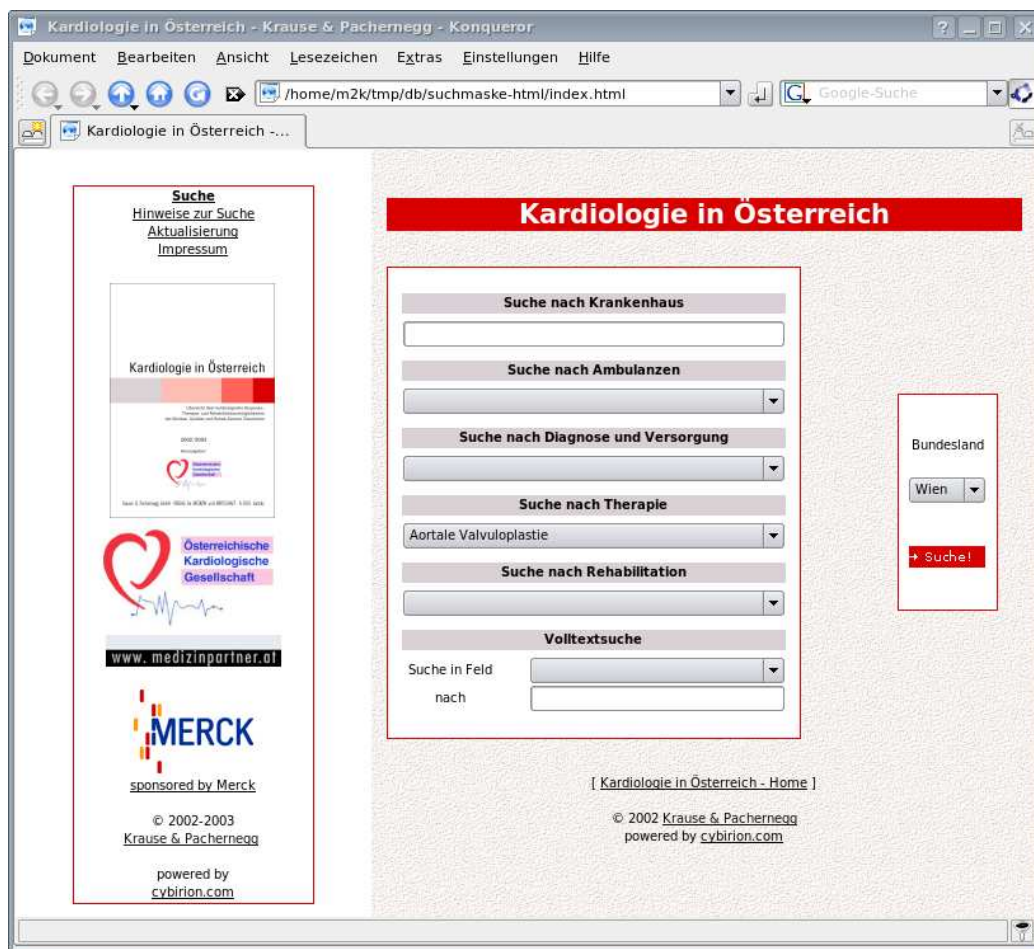 Kardiologie in Österreich - Krause & Pachernegg - Konqueror
Dokument Bearbeiten Ansicht Lesezeichen Extras Einstellungen Hilfe
/home/m2k/tmp/db/suchmaske-html/index.html
Google-Suche
Kardiologie in Österreich -...
Suche
Hinweise zur Suche
Aktualisierung
Impressum
Kardiologie in Österreich
2002/2003
Österreichische
Kardiologische
Gesellschaft
www. medizinpartner.at
MERCK
sponsored by Merck
© 2002-2003
Krause & Pachernegg
powered by
cybirion.com
Kardiologie in Österreich
Suche nach Krankenhaus
Suche nach Ambulanzen
Suche nach Diagnose und Versorgung
Suche nach Therapie
Aortale Valvuloplastie
Suche nach Rehabilitation
Volltextsuche
Suche in Feld
nach
Bundesland
Wien
Suche!
[ Kardiologie in Österreich - Home ]
© 2002 Krause & Pachernegg
powered by cybirion.com